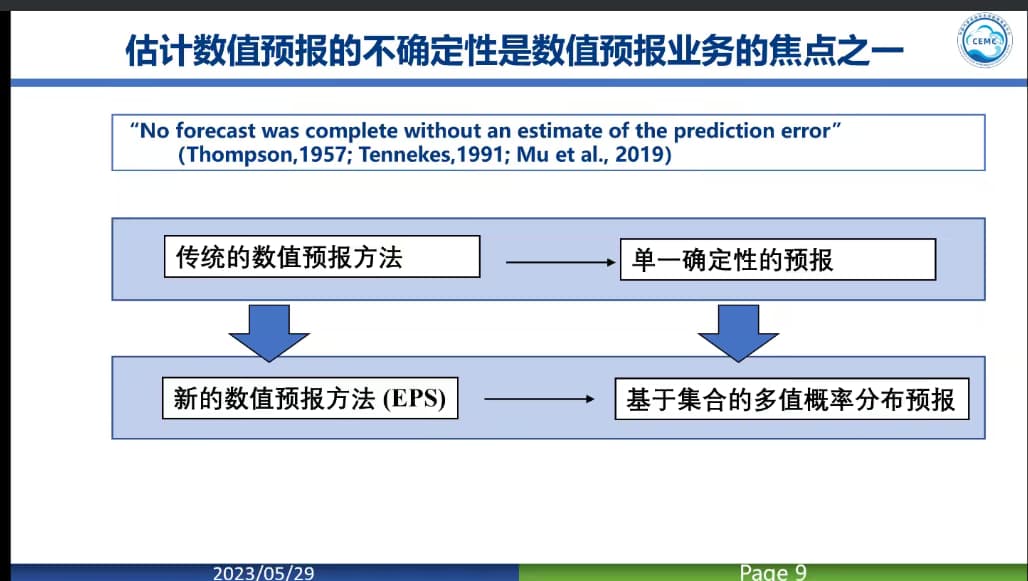 估计数值预报的不确定性是数值预报业务的焦点之一
CEMC
“No forecast was complete without an estimate of the prediction error”
(Thompson,1957; Tennekes,1991; Mu et al., 2019)
传统的数值预报方法
单一确定性的预报
新的数值预报方法 (EPS)
基于集合的多值概率分布预报
2023/05/29
Page 9